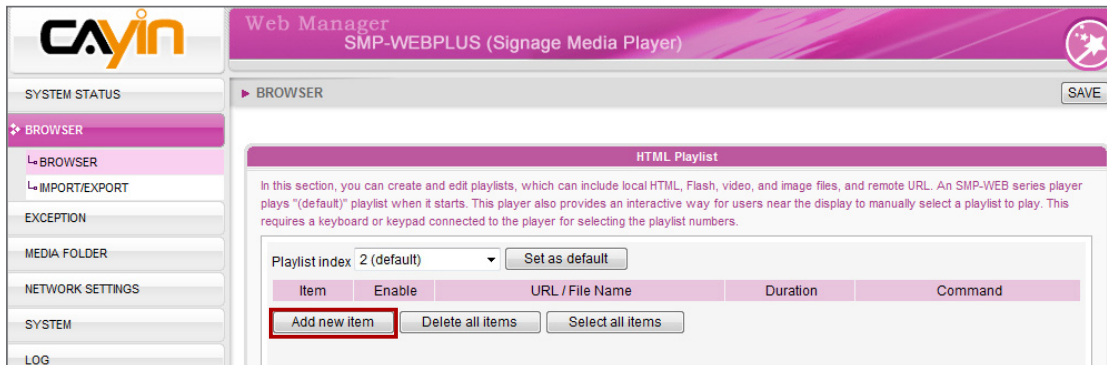 CAYIN
Web Manager
SMP-WEBPLUS (Signage Media Player)
SYSTEM STATUS
BROWSER
BROWSER
IMPORT/EXPORT
EXCEPTION
MEDIA FOLDER
NETWORK SETTINGS
SYSTEM
LOG
BROWSER
SAVE
HTML Playlist
In this section, you can create and edit playlists, which can include local HTML, Flash, video, and image files, and remote URL. An SMP-WEB series player
plays "(default)" playlist when it starts. This player also provides an interactive way for users near the display to manually select a playlist to play. This
requires a keyboard or keypad connected to the player for selecting the playlist numbers.
Playlist index 2 (default) Set as default
Item Enable URL / File Name Duration Command
Add new item Delete all items Select all items